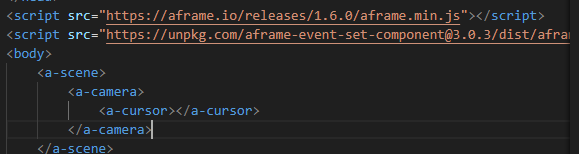 <script src="https://aframe.io/releases/1.6.0/aframe.min.js"></script>
<script src="https://unpkg.com/aframe-event-set-component@3.0.3/dist/afra
<body>
<a-scene>
<a-camera>
<a-cursor></a-cursor>
</a-camera>
</a-scene>